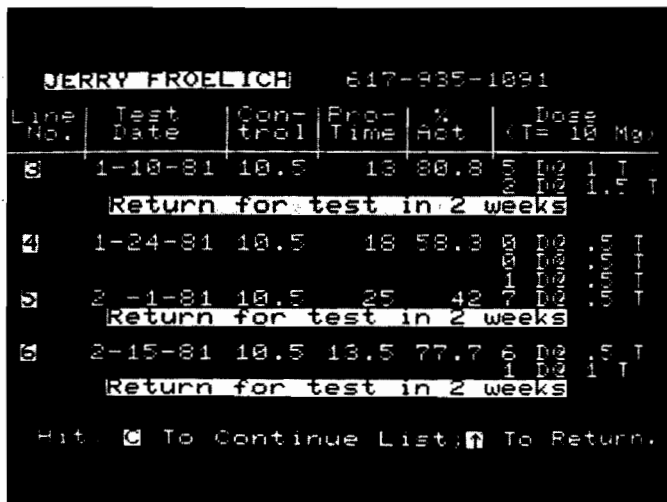 JERRY FROELICH 617-935-1091
Line No. Test Date Con-trol Pro-Time % Act Dose (T= 10 Mg)
3 1-10-81 10.5 13 80.8 5 D@ 1 T
2 D@ 1.5 T
Return for test in 2 weeks
4 1-24-81 10.5 18 58.3 0 D@ .5 T
0 D@ .5 T
1 D@ .5 T
5 2 -1-81 10.5 25 42 7 D@ .5 T
Return for test in 2 weeks
6 2-15-81 10.5 13.5 77.7 6 D@ .5 T
1 D@ 1 T
Return for test in 2 weeks
Hit C To Continue List;↑ To Return.